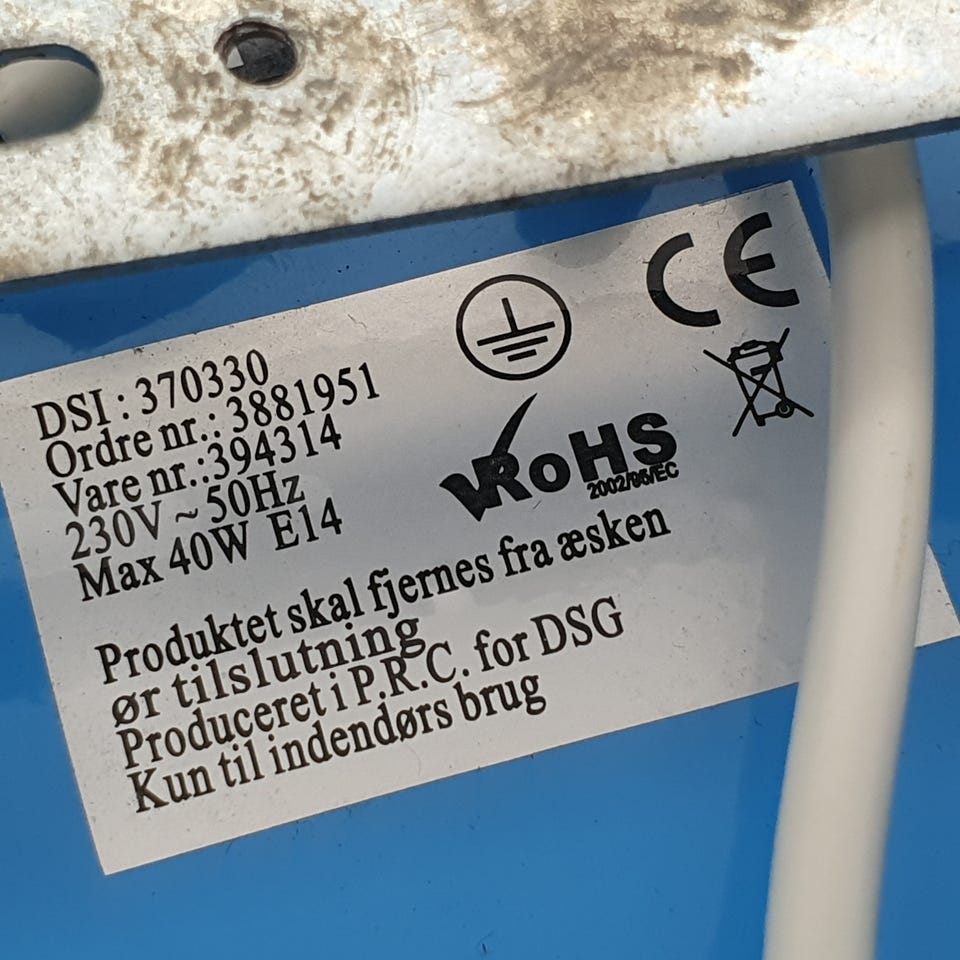 CE
DSI : 370330
Ordre nr.: 3881951
Vare nr.:394314
230V ~ 50Hz
Max 40W E14
RoHS
2002/95/EC
Produktet skal fjernes fra æsken
ør tilslutning
Produceret i P.R.C. for DSG
Kun til indendørs brug